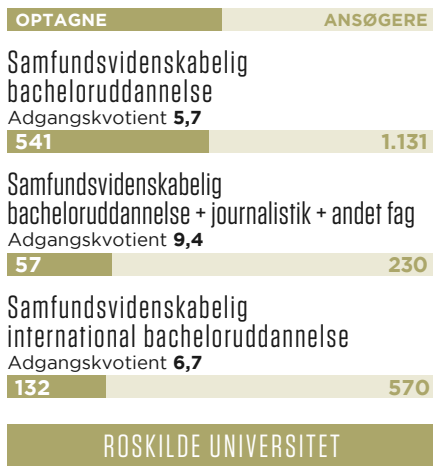 OPTAGNE ANSØGERE
Samfundsvidenskabelig
bacheloruddannelse
Adgangskvotient 5,7
541 1.131
Samfundsvidenskabelig
bacheloruddannelse + journalistik + andet fag
Adgangskvotient 9,4
57 230
Samfundsvidenskabelig
international bacheloruddannelse
Adgangskvotient 6,7
132 570
ROSKILDE UNIVERSITET